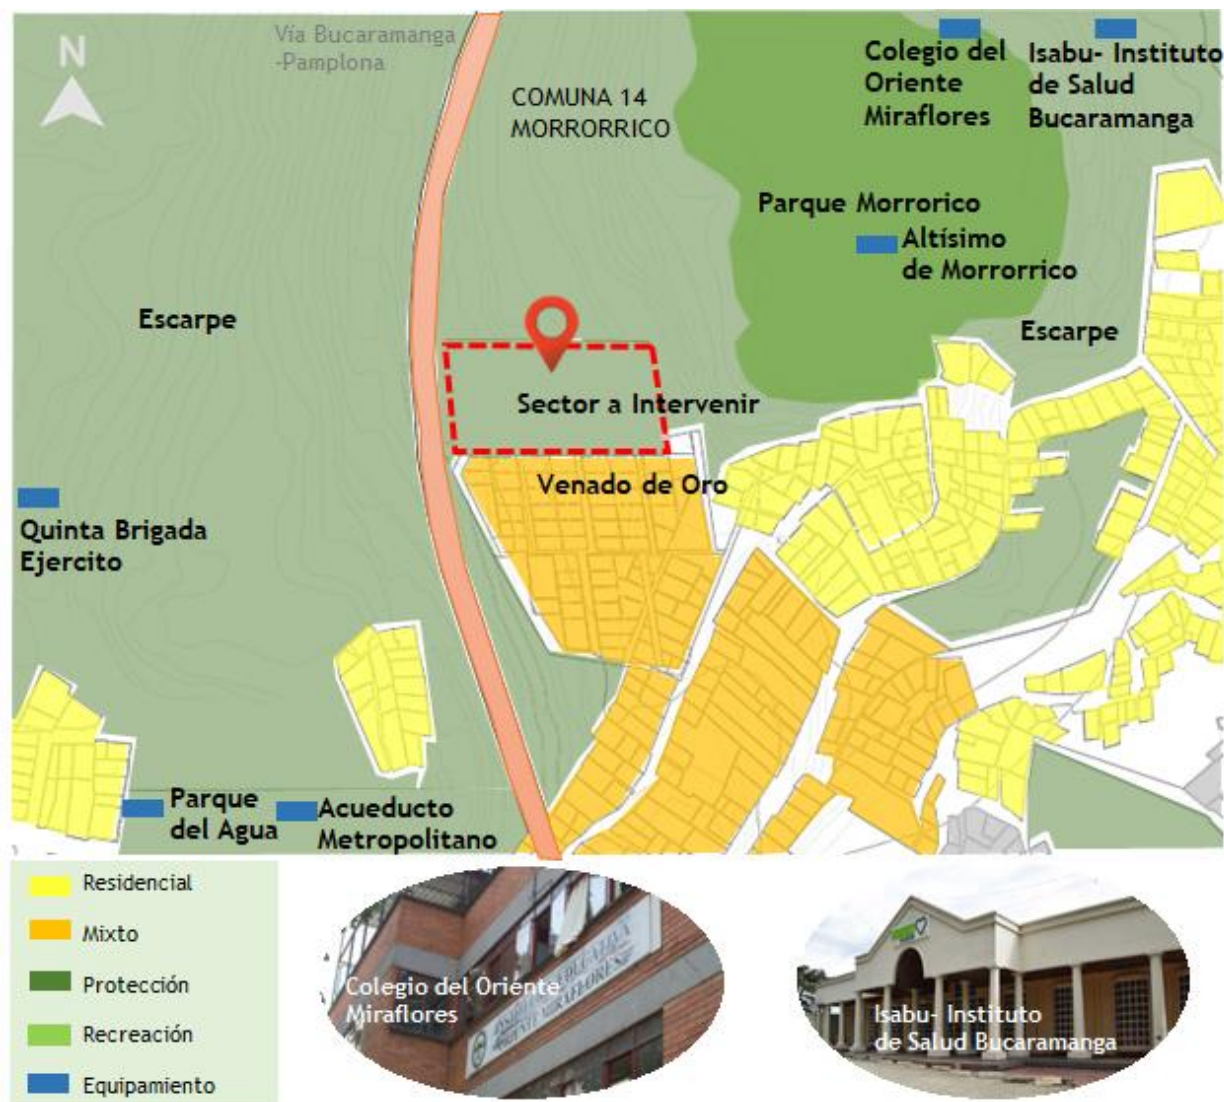 Vía Bucaramanga
-Pamplona
N
COMUNA 14
MORRORRICO
Colegio del
Oriente
Miraflores
Isabu- Instituto
de Salud
Bucaramanga
Parque Morrorico
Altísimo
de Morrorrico
Escarpe
Escarpe
Sector a Intervenir
Venado de Oro
Quinta Brigada
Ejercito
Parque
del Agua
Acueducto
Metropolitano
Residencial
Mixto
Protección
Recreación
Equipamiento
Colegio del Oriente
Miraflores
ORIENTE MIRAFLORES
Isabu- Instituto
de Salud Bucaramanga